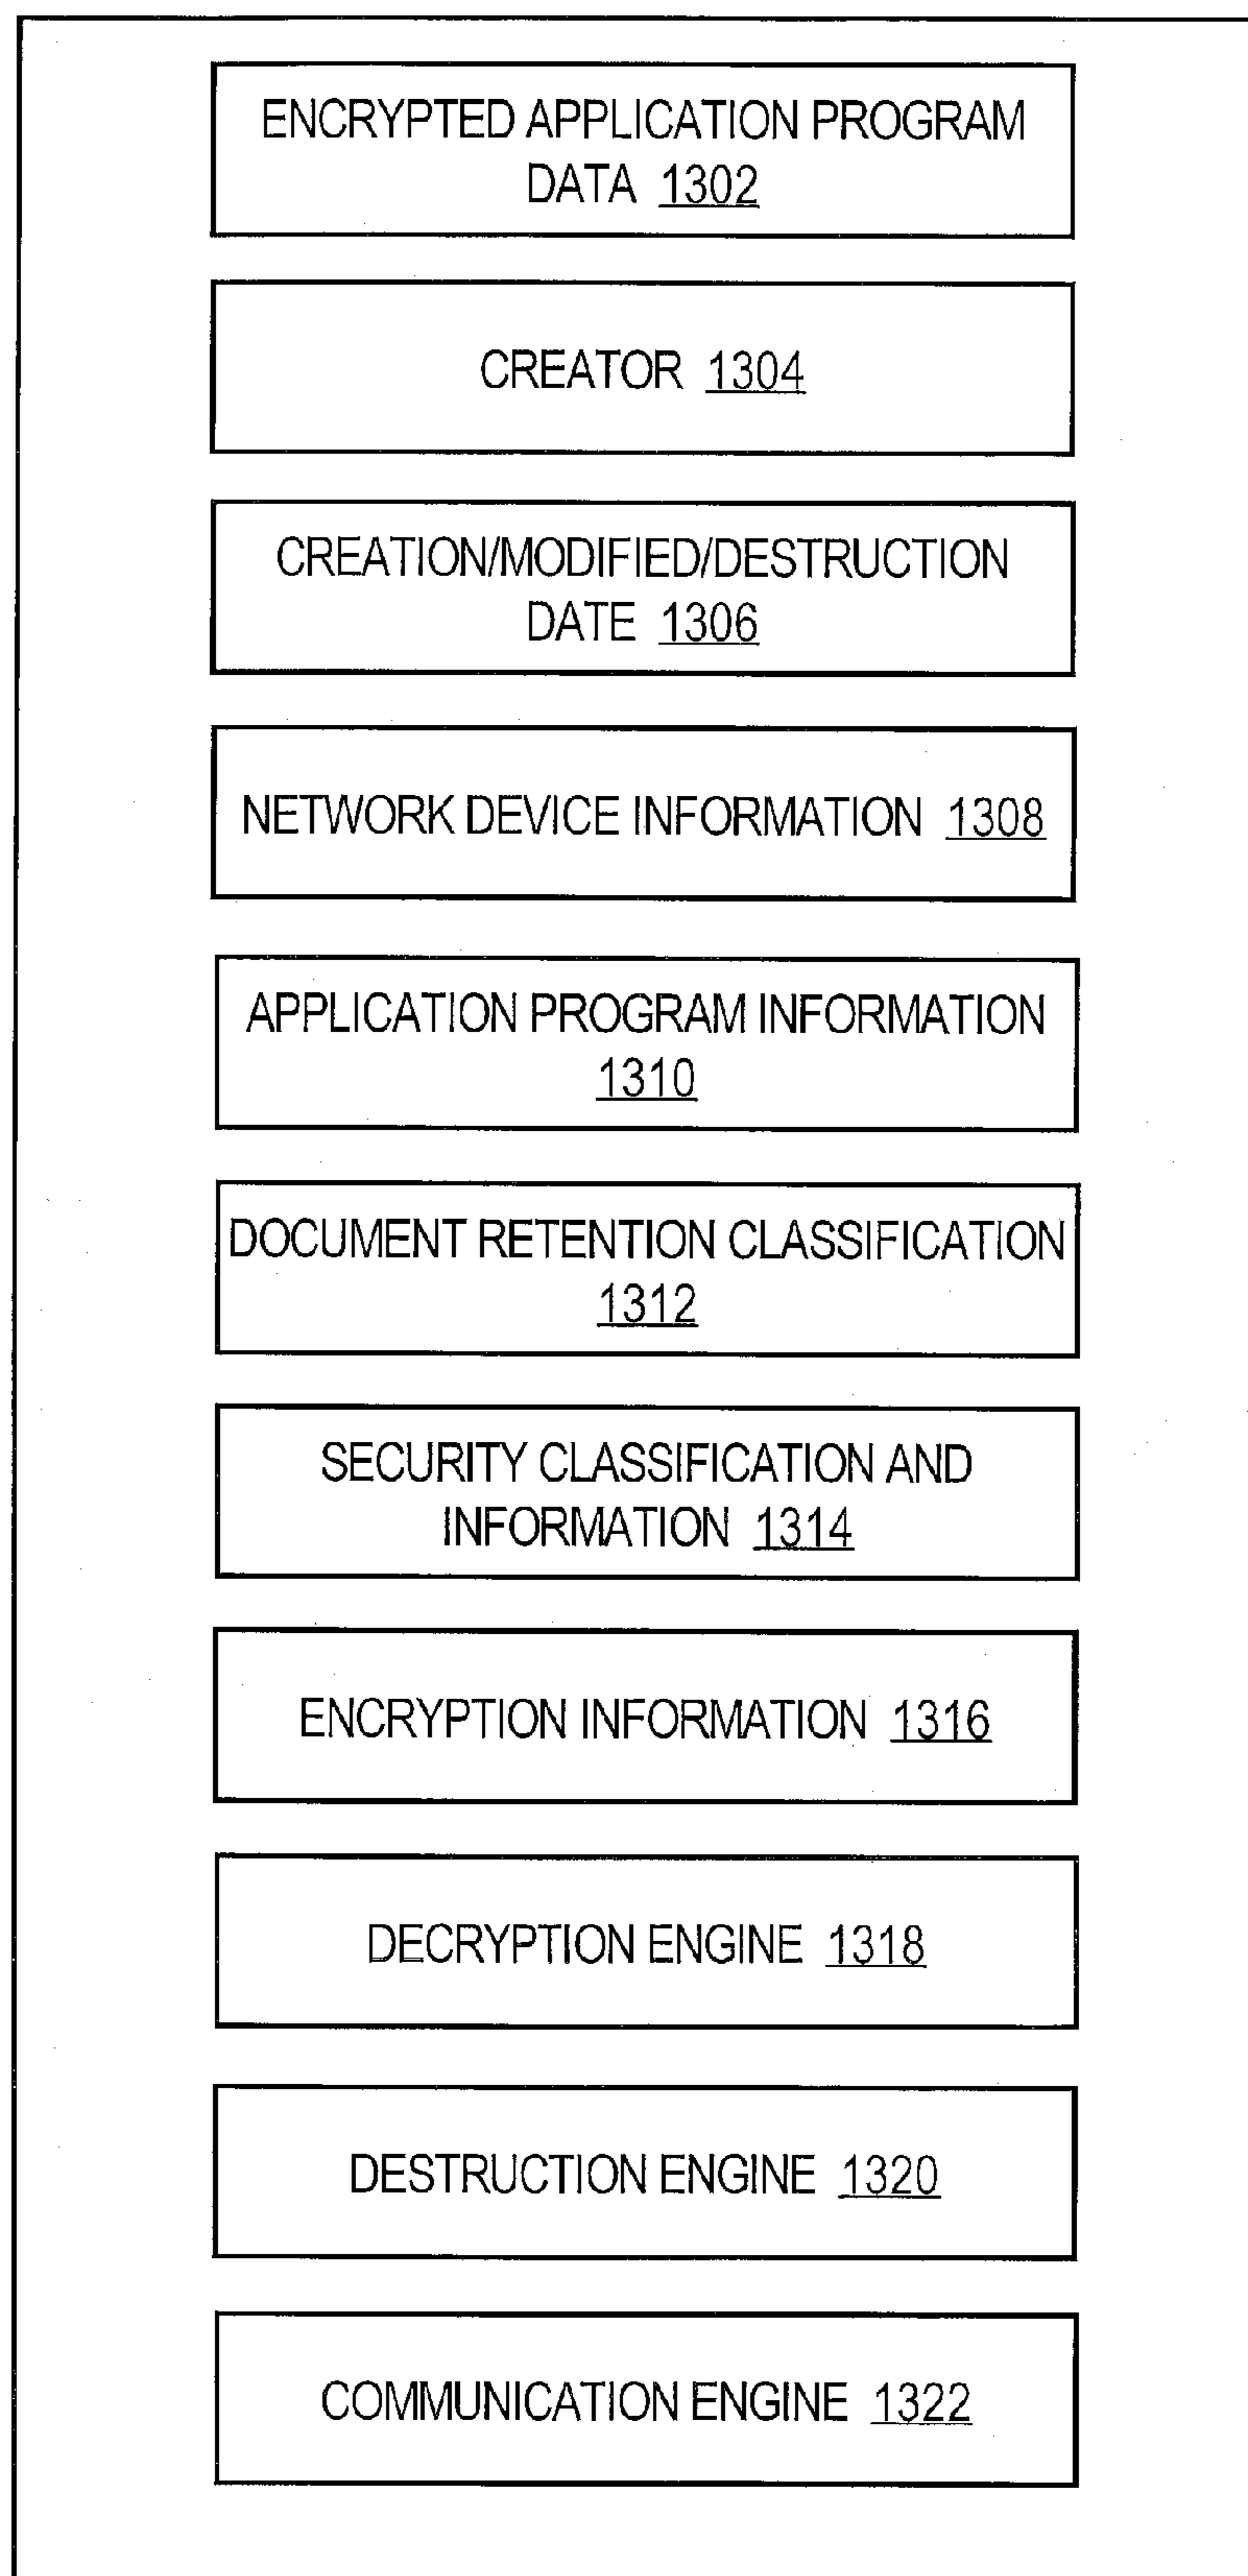 ENCRYPTED APPLICATION PROGRAM
DATA 1302
CREATOR 1304
CREATION/MODIFIED/DESTRUCTION
DATE 1306
NETWORK DEVICE INFORMATION 1308
APPLICATION PROGRAM INFORMATION
1310
DOCUMENT RETENTION CLASSIFICATION
1312
SECURITY CLASSIFICATION AND
INFORMATION 1314
ENCRYPTION INFORMATION 1316
DECRYPTION ENGINE 1318
DESTRUCTION ENGINE 1320
COMMUNICATION ENGINE 1322